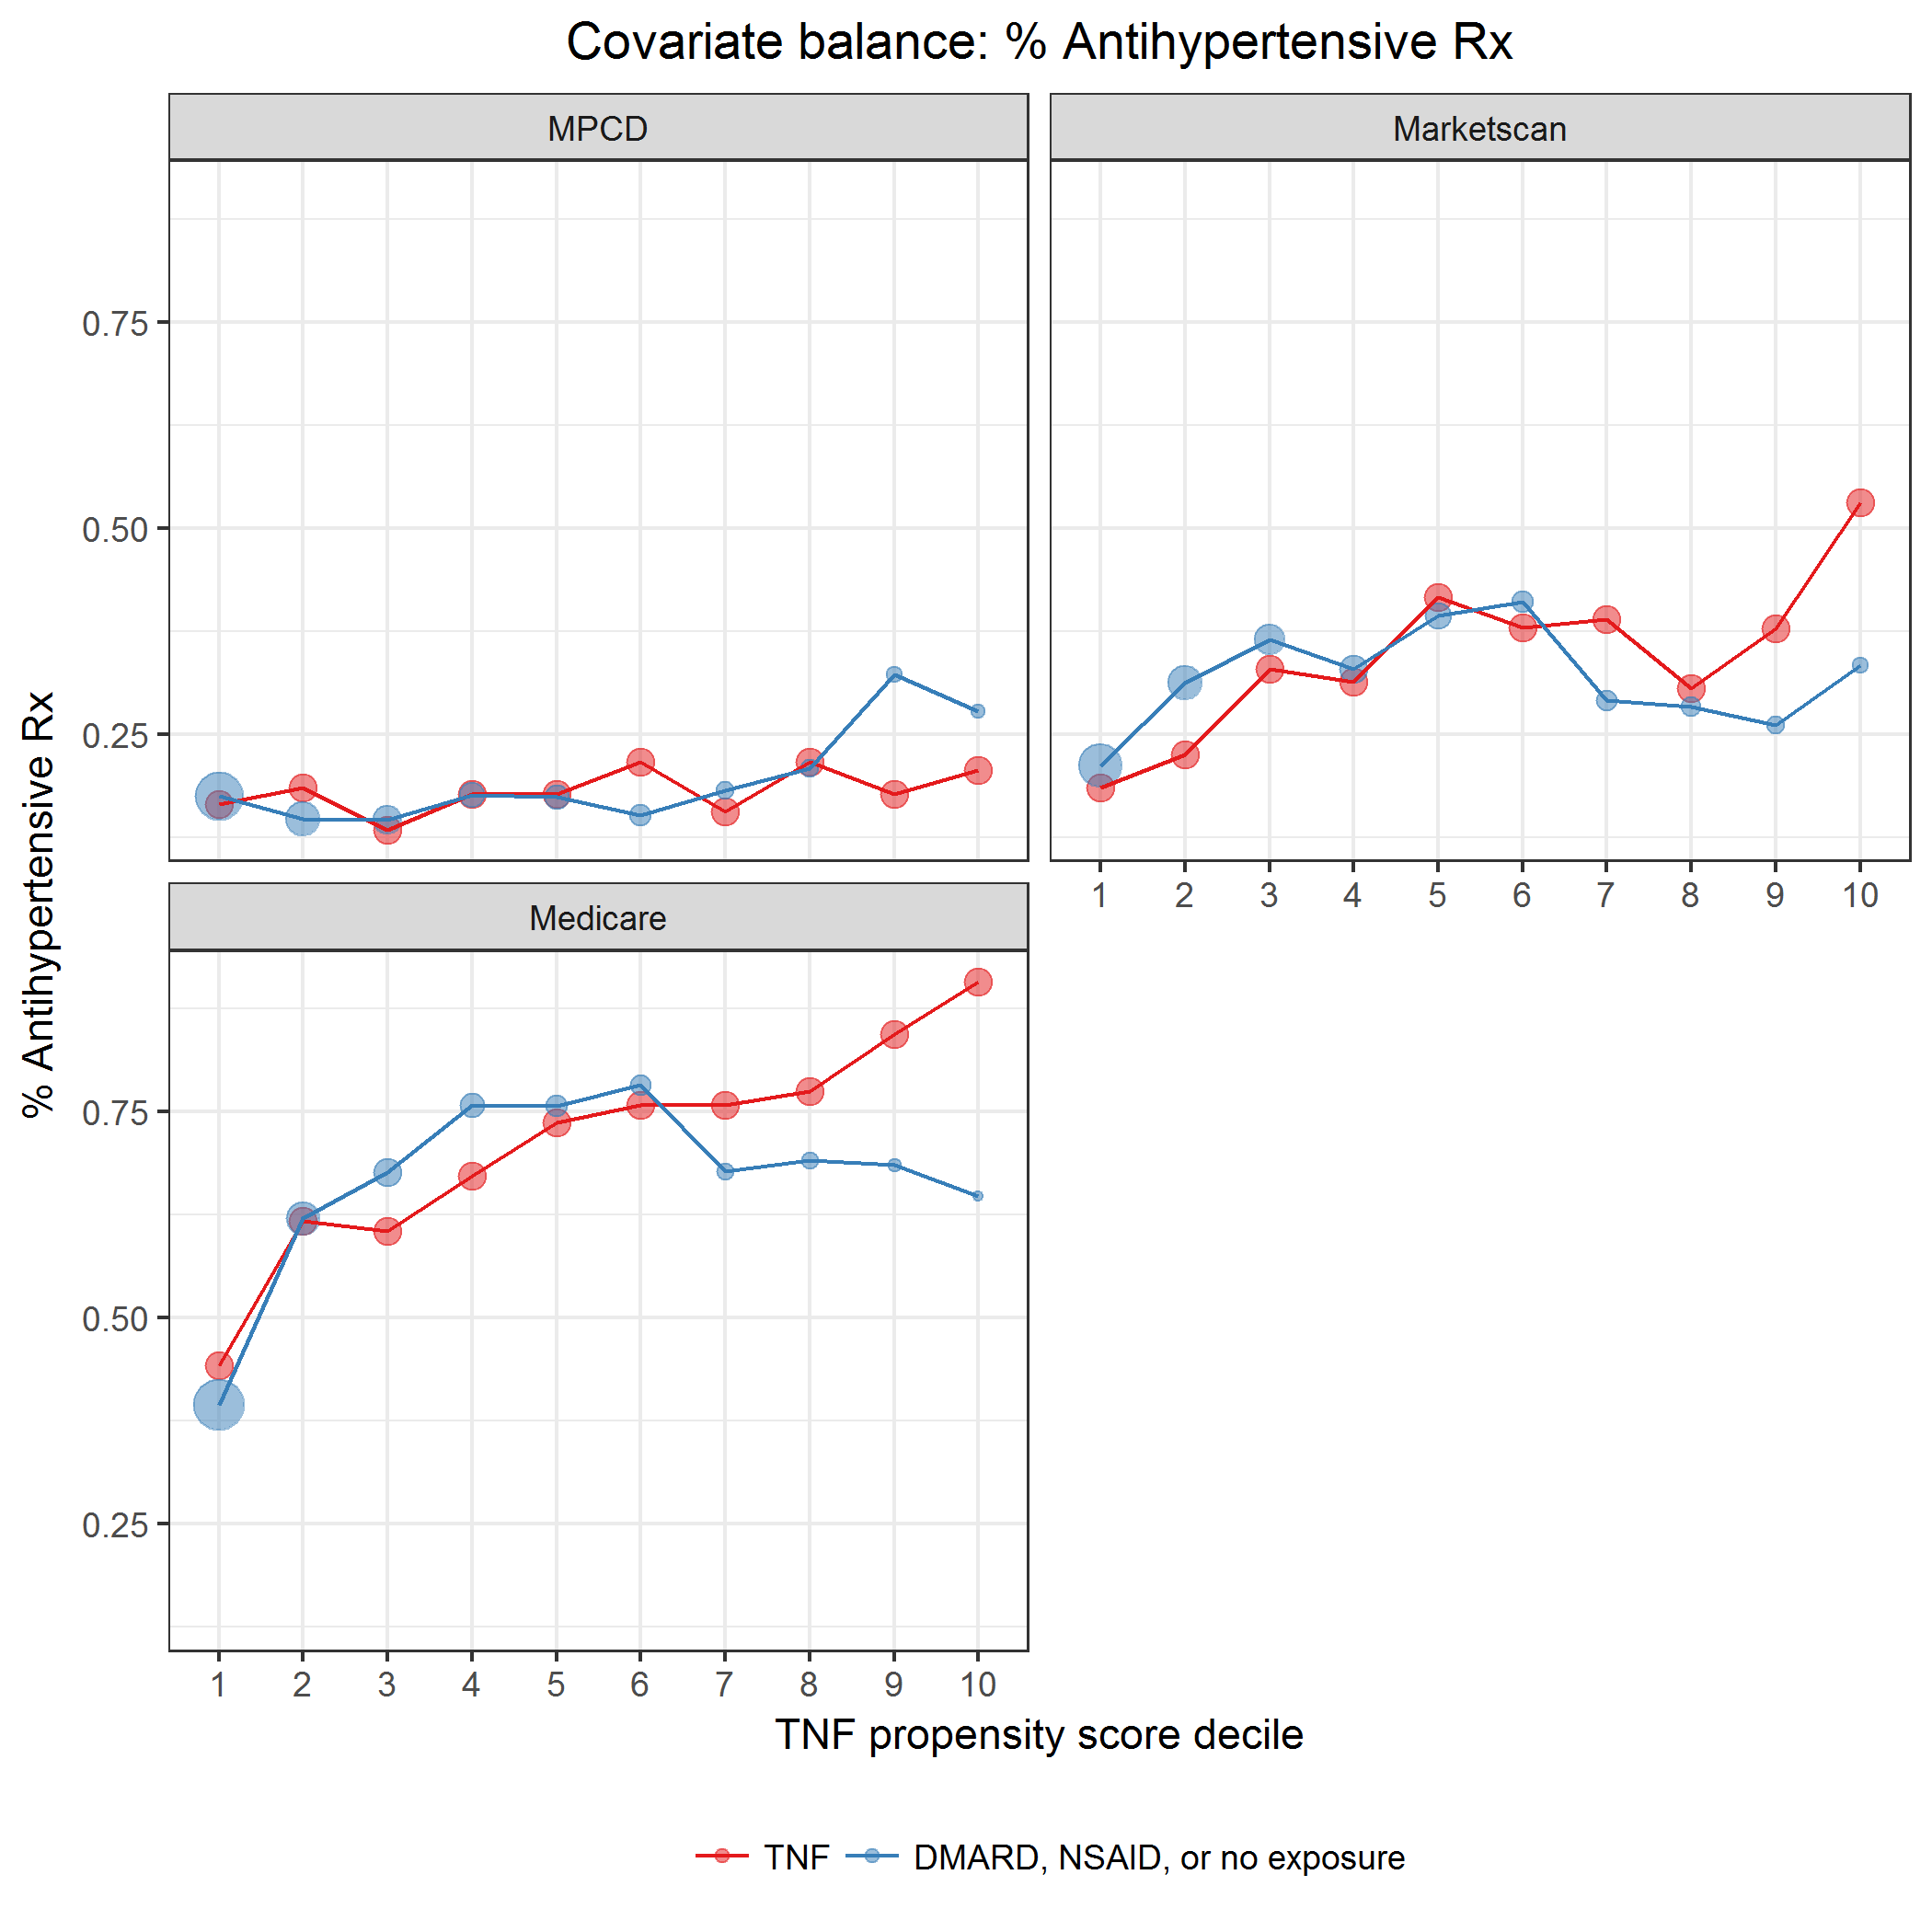 Covariate balance: % Antihypertensive Rx
MPCD
Marketscan
0.75
0.50
0.25
1 2 3 4 5 6 7 8 9 10
Medicare
0.75
0.50
0.25
1 2 3 4 5 6 7 8 9 10
% Antihypertensive Rx
TNF propensity score decile
TNF
DMARD, NSAID, or no exposure